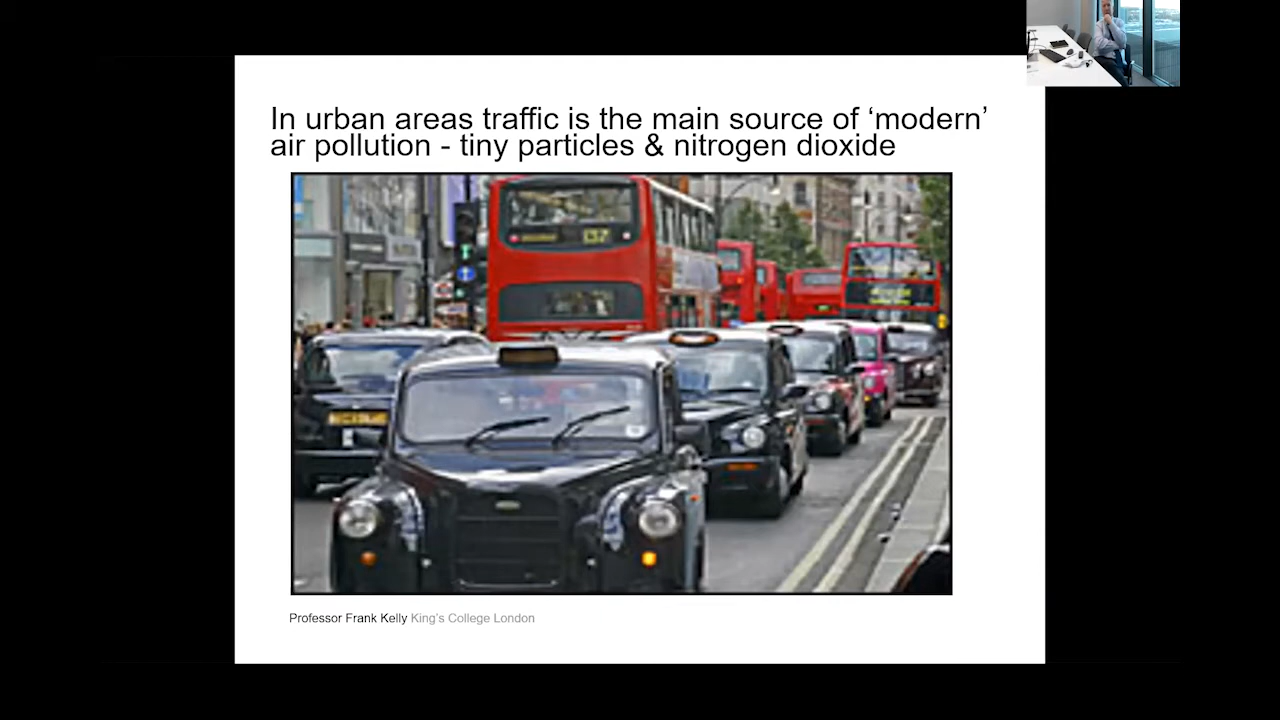 In urban areas traffic is the main source of ‘modern’
air pollution - tiny particles & nitrogen dioxide
137
Professor Frank Kelly King's College London